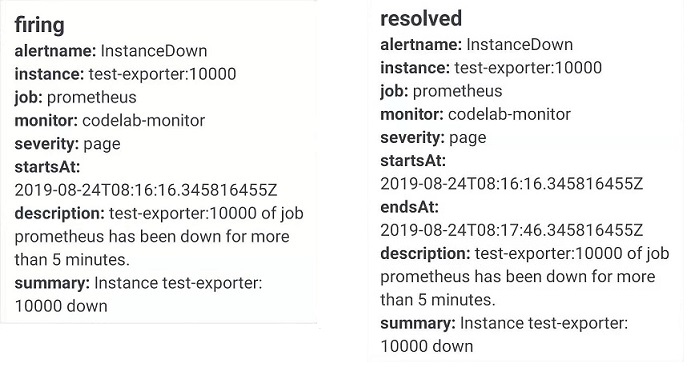 firing
alertname: InstanceDown
instance: test-exporter:10000
job: prometheus
monitor: codelab-monitor
severity: page
startsAt:
2019-08-24T08:16:16.345816455Z
description: test-exporter:10000 of job
prometheus has been down for more
than 5 minutes.
summary: Instance test-exporter:
10000 down
resolved
alertname: InstanceDown
instance: test-exporter:10000
job: prometheus
monitor: codelab-monitor
severity: page
startsAt:
2019-08-24T08:16:16.345816455Z
endsAt:
2019-08-24T08:17:46.345816455Z
description: test-exporter:10000 of job
prometheus has been down for more
than 5 minutes.
summary: Instance test-exporter:
10000 down